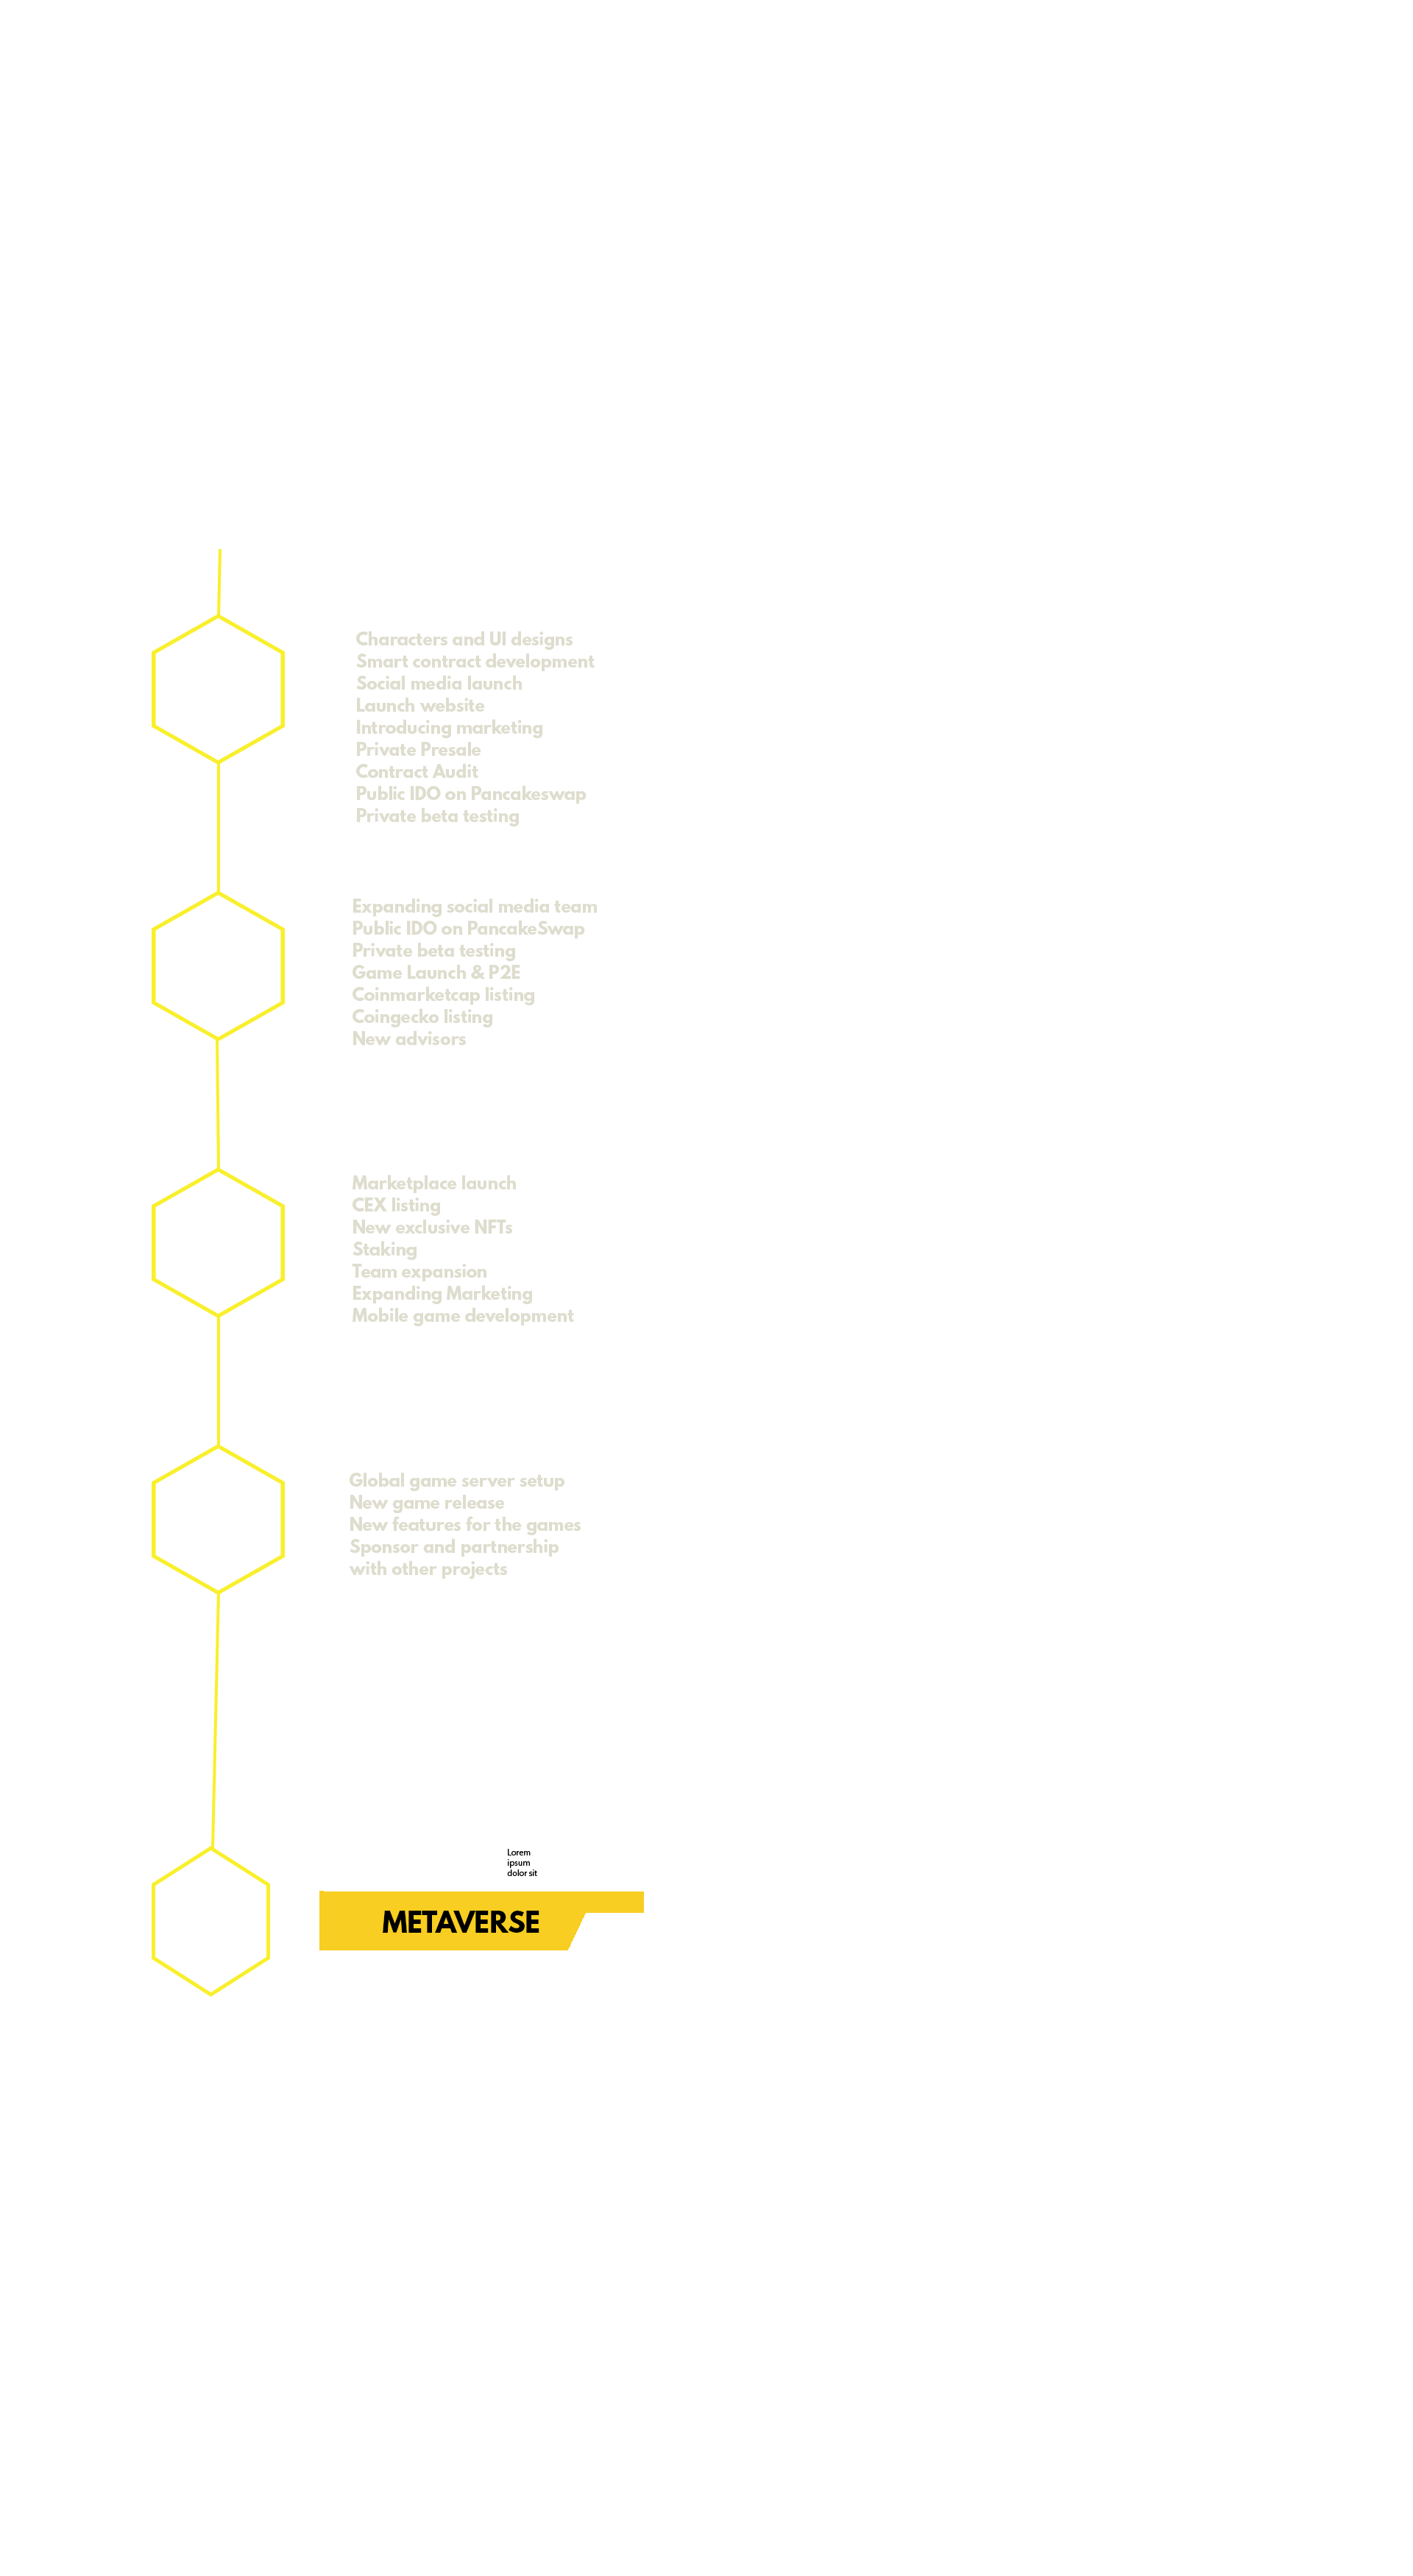 Characters and UI designs
Smart contract development
Social media launch
Launch website
Introducing marketing
Private Presale
Contract Audit
Public IDO on Pancakeswap
Private beta testing
Expanding social media team
Public IDO on PancakeSwap
Private beta testing
Game Launch & P2E
Coinmarketcap listing
Coingecko listing
New advisors
Marketplace launch
CEX listing
New exclusive NFTs
Staking
Team expansion
Expanding Marketing
Mobile game development
Global game server setup
New game release
New features for the games
Sponsor and partnership
with other projects
Lorem
ipsum
dolor sit
METAVERSE